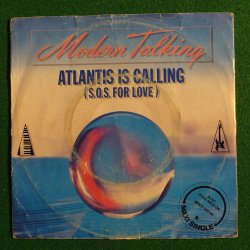 Modern Talking
ATLANTIS IS CALLING
(S.O.S. FOR LOVE)
MAXI SINGLE